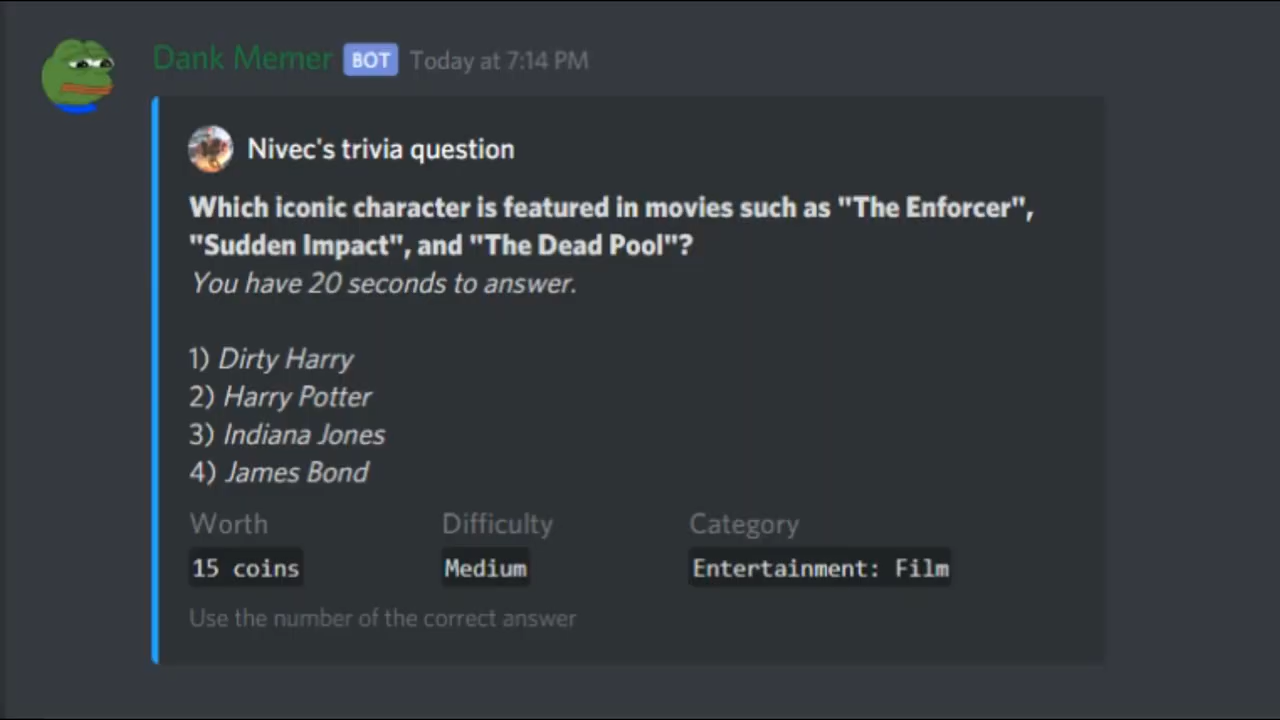 Dank Memer BOT Today at 7:14 PM
Nivec's trivia question
Which iconic character is featured in movies such as "The Enforcer",
"Sudden Impact", and "The Dead Pool"?
You have 20 seconds to answer.
1) Dirty Harry
2) Harry Potter
3) Indiana Jones
4) James Bond
Worth Difficulty Category
15 coins Medium Entertainment: Film
Use the number of the correct answer